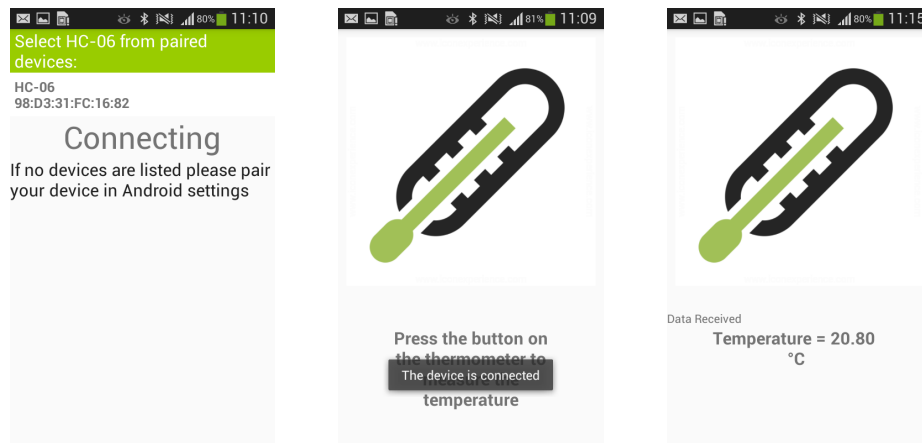 80% 11:10
Select HC-06 from paired
devices:
HC-06
98:D3:31:FC:16:82
Connecting
If no devices are listed please pair
your device in Android settings
81% 11:09
Press the button on
the thermometer to
The device is connected
measure the
temperature
80% 11:15
Data Received
Temperature = 20.80
°C